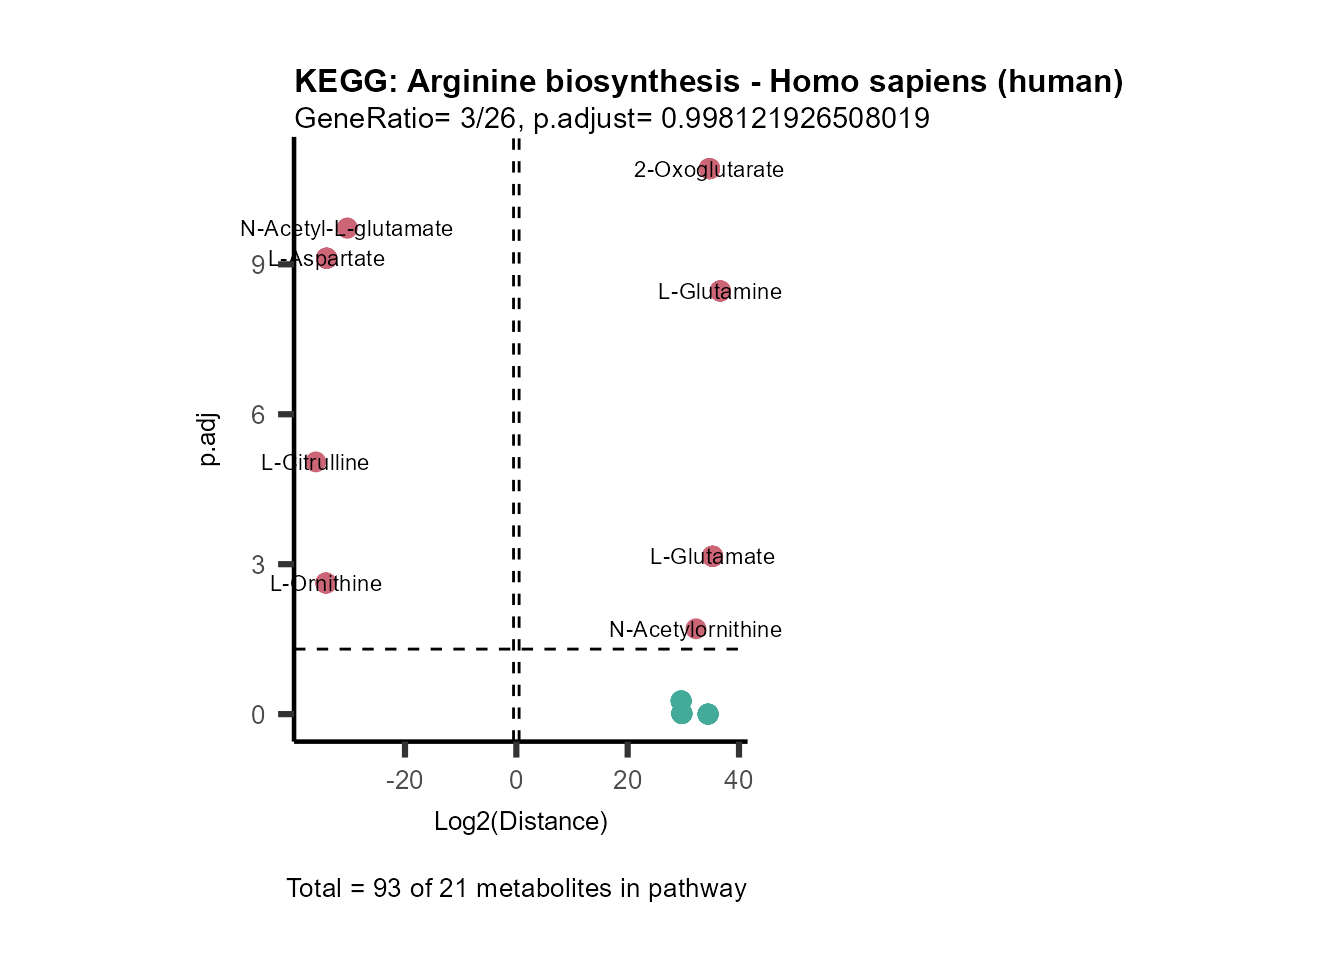 KEGG: Arginine biosynthesis - Homo sapiens (human)
GeneRatio= 3/26, p.adjust= 0.998121926508019
2-Oxoglutarate
N-Acetyl-L-glutamate
L-Aspartate
9
L-Glutamine
6
p.adj
L-Citrulline
L-Glutamate
3
L-Ornithine
N-Acetylornithine
0
-20 0 20 40
Log2(Distance)
Total = 93 of 21 metabolites in pathway